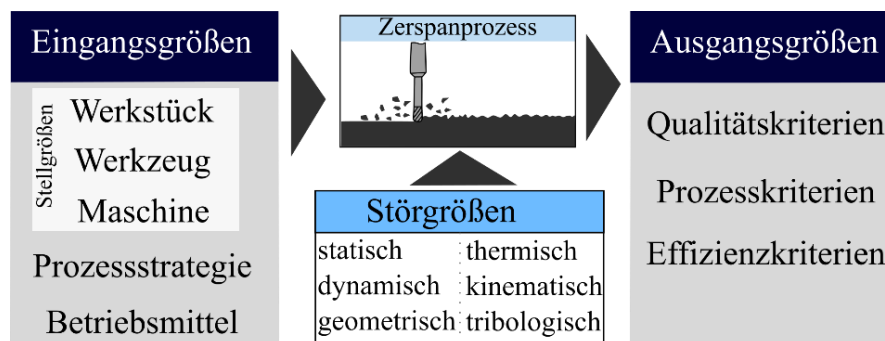 Eingangsgrößen
Stellgrößen
Werkstück
Werkzeug
Maschine
Prozessstrategie
Betriebsmittel
Zerspanprozess
Störgrößen
statisch thermisch
dynamisch kinematisch
geometrisch tribologisch
Ausgangsgrößen
Qualitätskriterien
Prozesskriterien
Effizienzkriterien